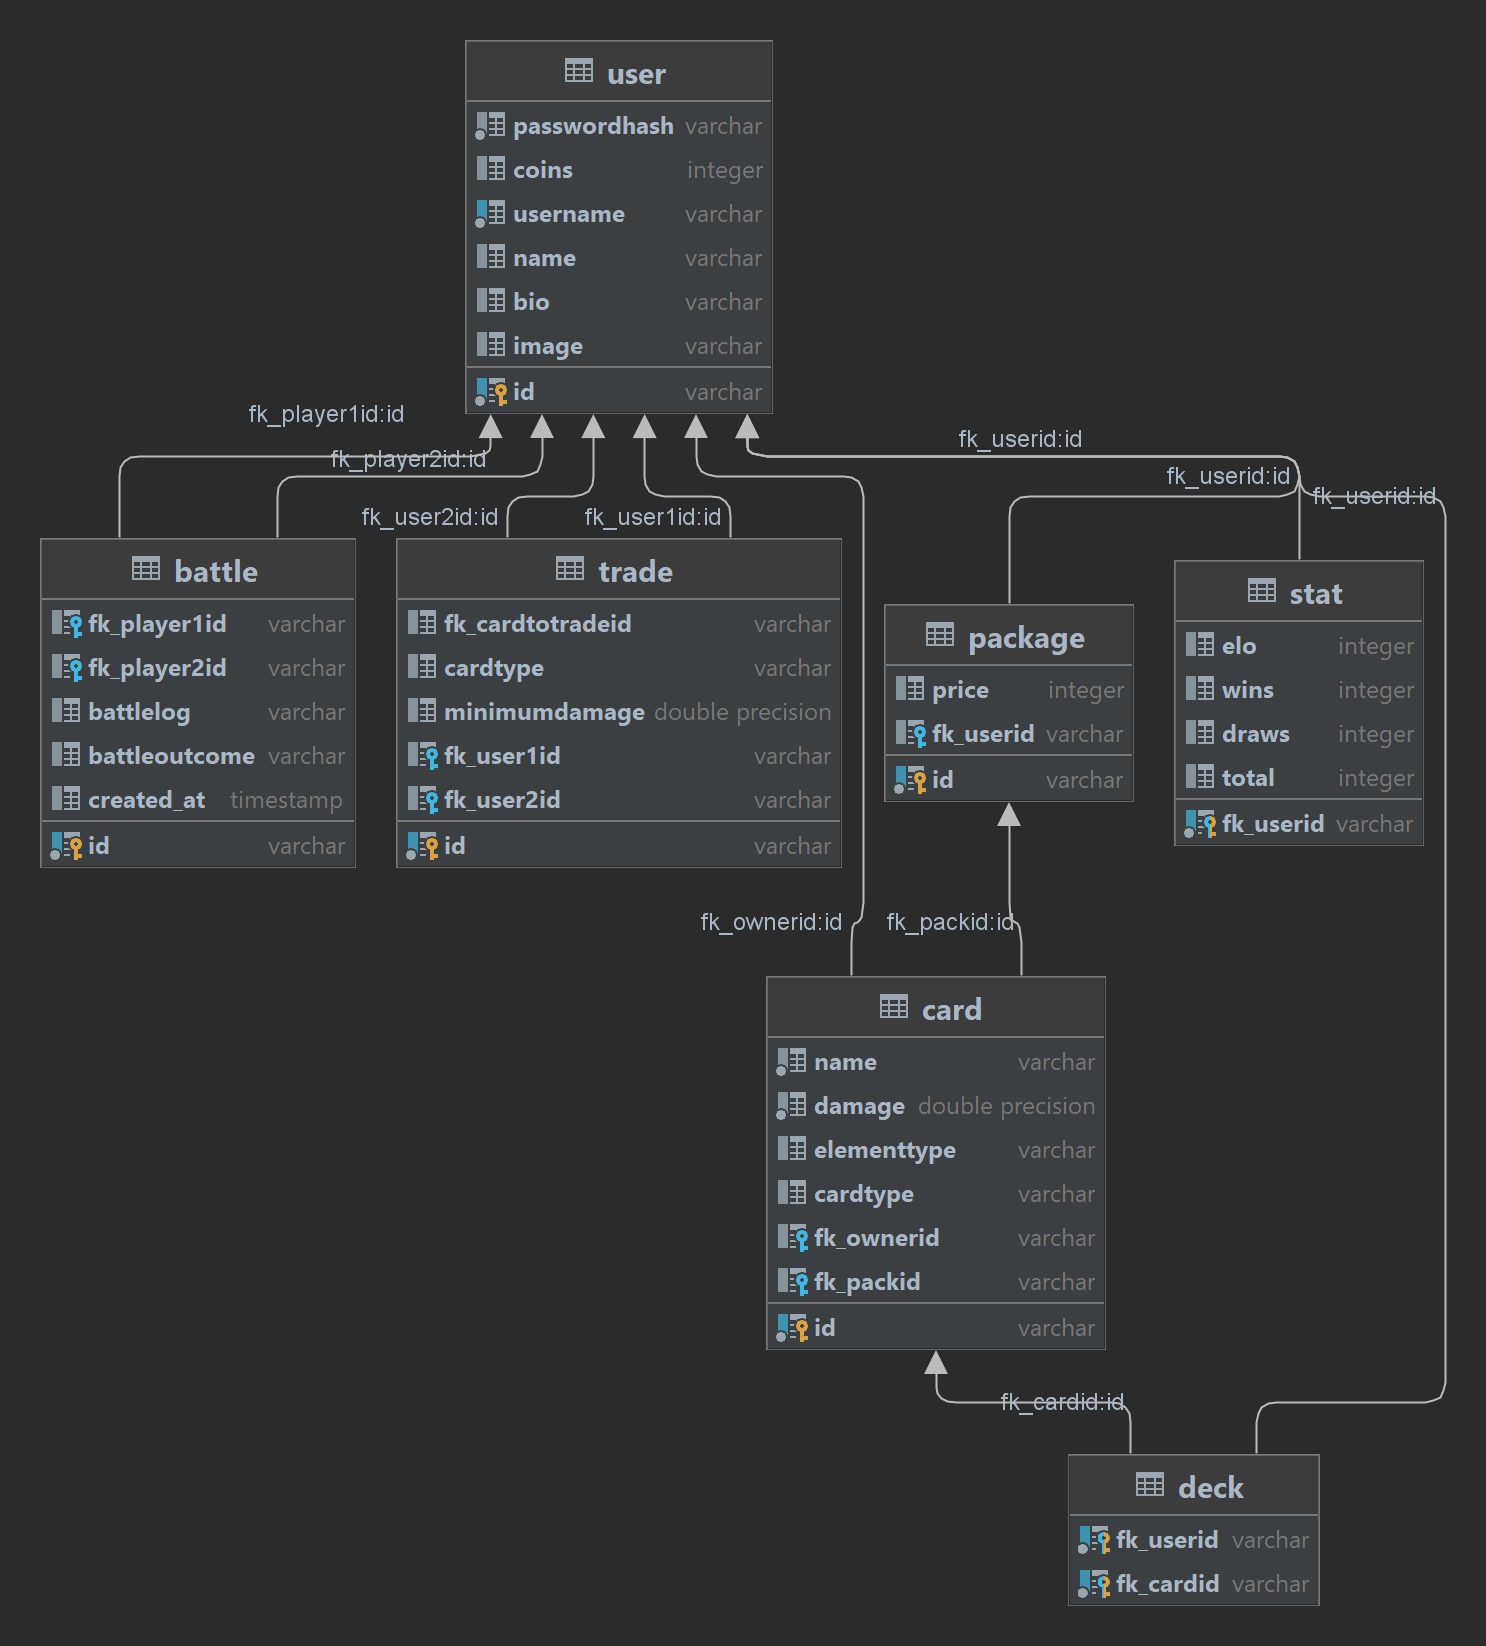 user
passwordhash varchar
coins integer
username varchar
name varchar
bio varchar
image varchar
id varchar
fk_player1id:id
fk_player2id:id
fk_user2id:id
fk_user1id:id
fk_userid:id
fk_userid:id
fk_userid:id
battle
fk_player1id varchar
fk_player2id varchar
battlelog varchar
battleoutcome varchar
created_at timestamp
id varchar
trade
fk_cardtotradeid varchar
cardtype varchar
minimumdamage double precision
fk_user1id varchar
fk_user2id varchar
id varchar
package
price integer
fk_userid varchar
id varchar
stat
elo integer
wins integer
draws integer
total integer
fk_userid varchar
fk_ownerid:id
fk_packid:id
card
name varchar
damage double precision
elementtype varchar
cardtype varchar
fk_ownerid varchar
fk_packid varchar
id varchar
fk_cardid:id
deck
fk_userid varchar
fk_cardid varchar